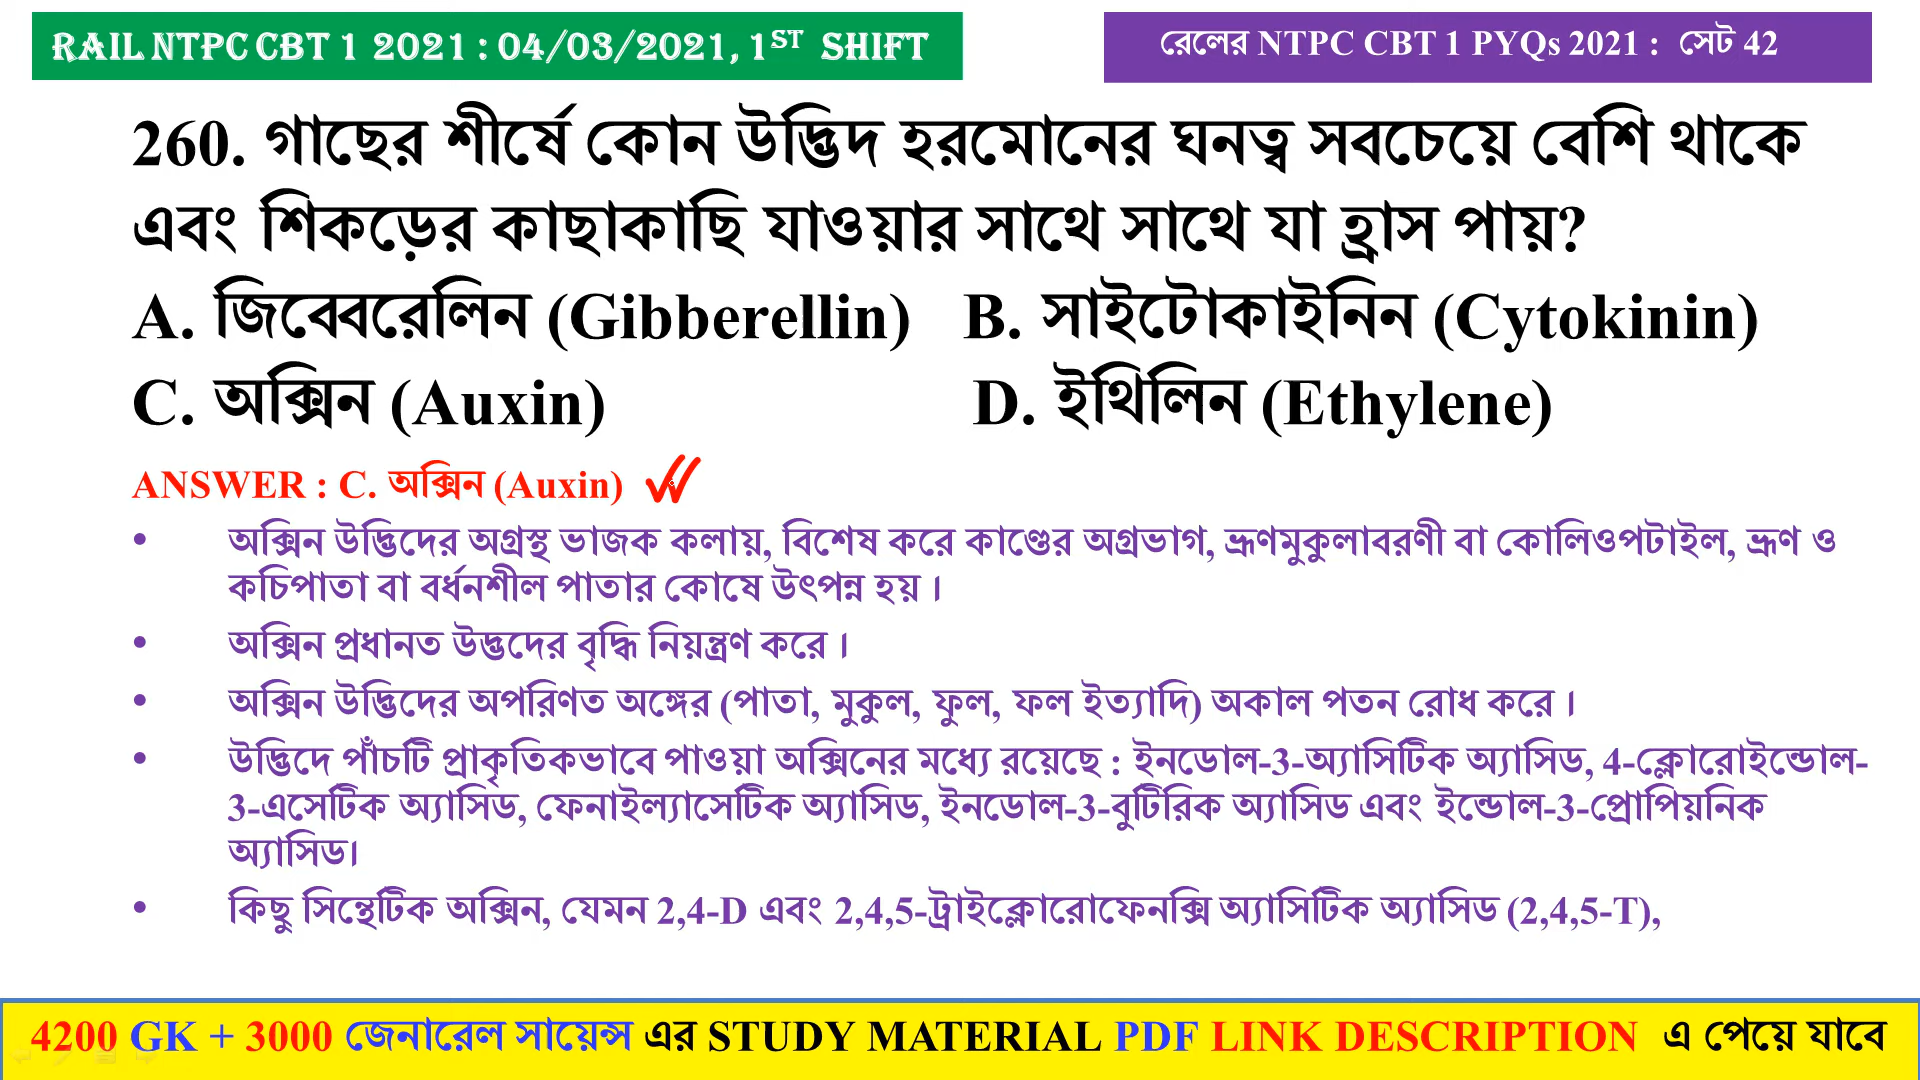 RAIL NTPC CBT 1 2021 : 04/03/2021, 1ST SHIFT
রেলের NTPC CBT 1 PYQs 2021 : সেট 42
260. গাছের শীর্ষে কোন উদ্ভিদ হরমোনের ঘনত্ব সবচেয়ে বেশি থাকে
এবং শিকড়ের কাছাকাছি যাওয়ার সাথে সাথে যা হ্রাস পায়?
A. জিবেবরেলিন (Gibberellin) B. সাইটোকাইনিন (Cytokinin)
C. অক্সিন (Auxin) D. ইথিলিন (Ethylene)
ANSWER : C. অক্সিন (Auxin)
• অক্সিন উদ্ভিদের অগ্রস্থ ভাজক কলায়, বিশেষ করে কাণ্ডের অগ্রভাগ, ভ্রূণমুকুলাবরণী বা কোলিওপটাইল, ভ্রূণ ও
কচিপাতা বা বর্ধনশীল পাতার কোষে উৎপন্ন হয় ।
• অক্সিন প্রধানত উদ্ভদের বৃদ্ধি নিয়ন্ত্রণ করে ।
• অক্সিন উদ্ভিদের অপরিণত অঙ্গের (পাতা, মুকুল, ফুল, ফল ইত্যাদি) অকাল পতন রোধ করে ।
• উদ্ভিদে পাঁচটি প্রাকৃতিকভাবে পাওয়া অক্সিনের মধ্যে রয়েছে : ইনডোল-3-অ্যাসিটিক অ্যাসিড, 4-ক্লোরোইন্ডোল-
3-এসেটিক অ্যাসিড, ফেনাইল্যাসেটিক অ্যাসিড, ইনডোল-3-বুটিরিক অ্যাসিড এবং ইন্ডোল-3-প্রোপিয়নিক
অ্যাসিড।
• কিছু সিন্থেটিক অক্সিন, যেমন 2,4-D এবং 2,4,5-ট্রাইক্লোরোফেনক্সি অ্যাসিটিক অ্যাসিড (2,4,5-T),
4200 GK + 3000 জেনারেল সায়েন্স এর STUDY MATERIAL PDF LINK DESCRIPTION এ পেয়ে যাবে